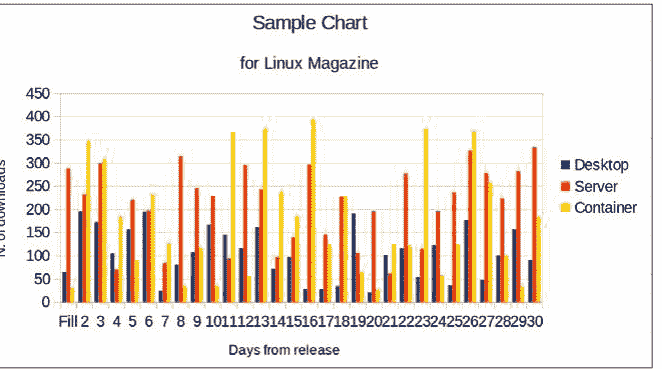 Sample Chart
for Linux Magazine
450
400
350
300
250
200
150
100
50
0
N. of downloads
Desktop
Server
Container
Fill 2 3 4 5 6 7 8 9 10 11 12 13 14 15 16 17 18 19 20 21 22 23 24 25 26 27 28 29 30
Days from release